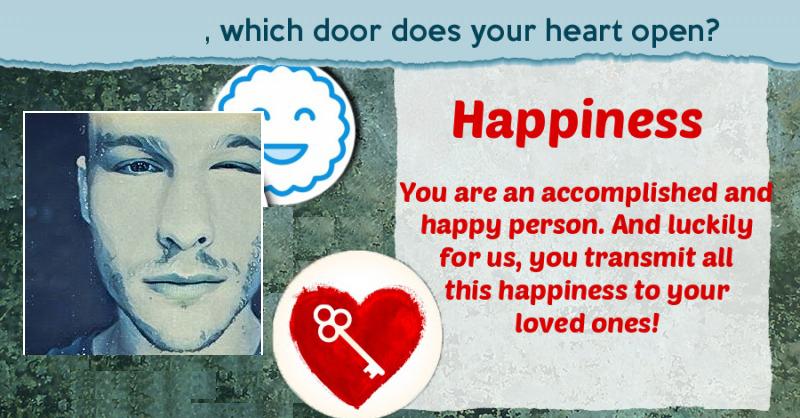 , which door does your heart open?
Happiness
You are an accomplished and
happy person. And luckily
for us, you transmit all
this happiness to your
loved ones!